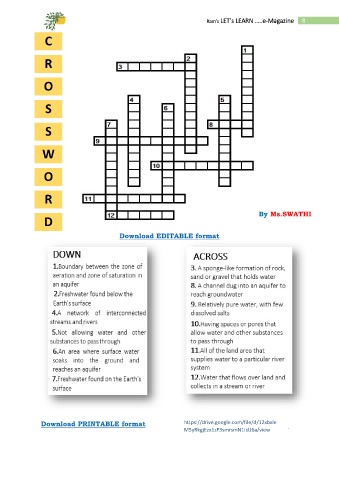 Ram's LET's LEARN .....e-Magazine 8
C
R
O
S
S
W
O
R
D
1
2
3
4
5
6
7
8
9
10
11
12
By Ms.SWATHI
Download EDITABLE format
DOWN
1.Boundary between the zone of
aeration and zone of saturation in
an aquifer
2.Freshwater found below the
Earth's surface
4.A network of interconnected
streams and rivers
5.Not allowing water and other
substances to pass through
6.An area where surface water
soaks into the ground and
reaches an aquifer
7.Freshwater found on the Earth's
surface
ACROSS
3. A sponge-like formation of rock,
sand or gravel that holds water
8. A channel dug into an aquifer to
reach groundwater
9. Relatively pure water, with few
dissolved salts
10.Having spaces or pores that
allow water and other substances
to pass through
11.All of the land area that
supplies water to a particular river
system
12.Water that flows over land and
collects in a stream or river
Download PRINTABLE format